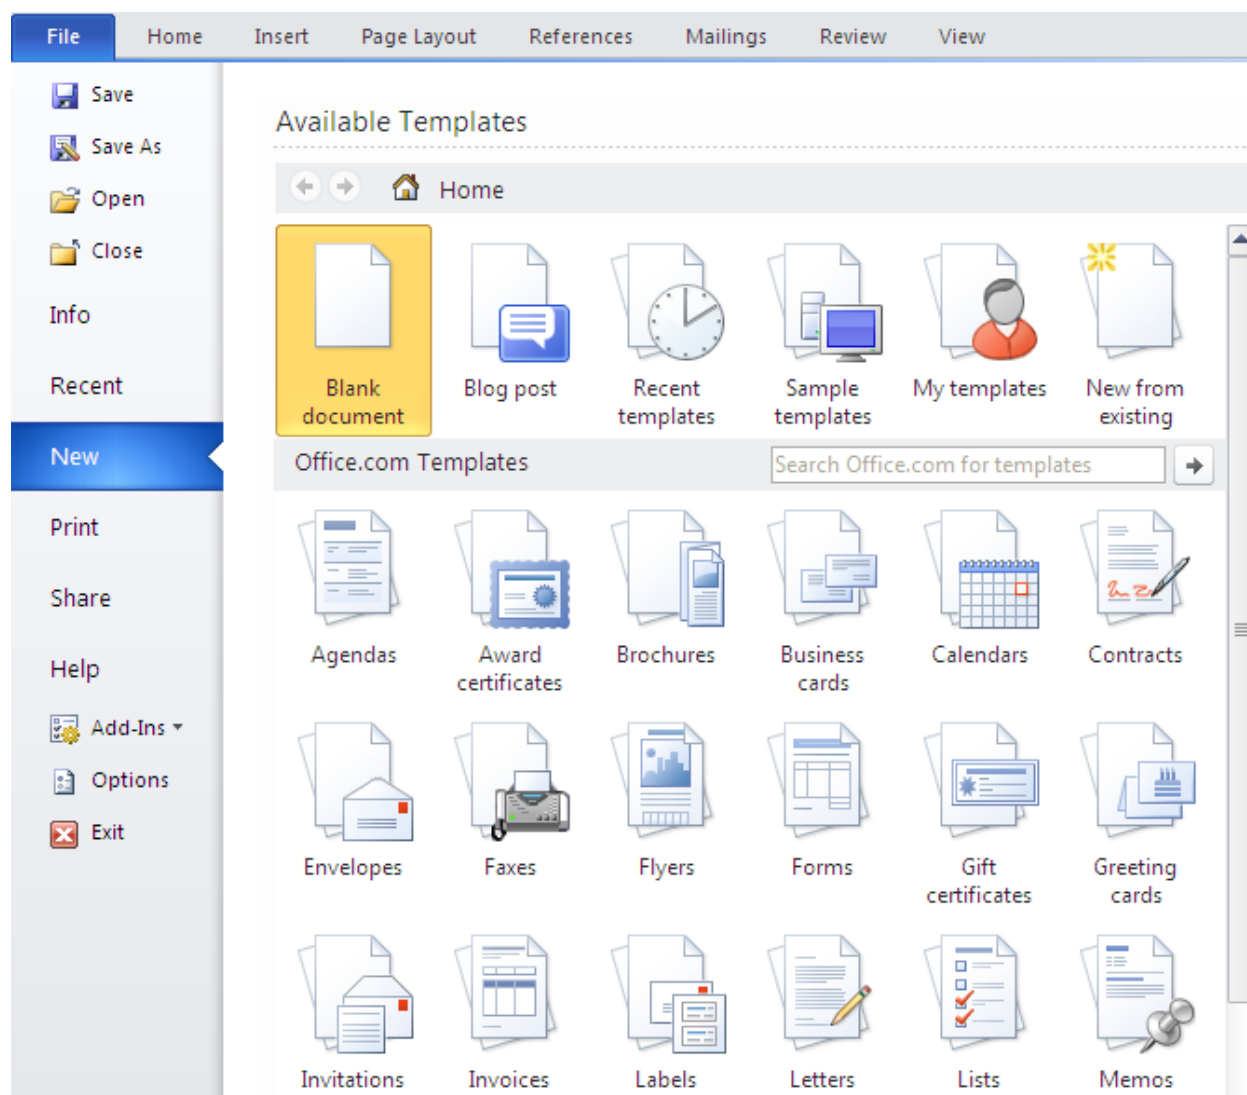 File Home Insert Page Layout References Mailings Review View
Save
Save As
Open
Close
Info
Recent
New
Print
Share
Help
Add-Ins
Options
Exit
Available Templates
Home
Blank document
Blog post
Recent templates
Sample templates
My templates
New from existing
Office.com Templates
Search Office.com for templates
Agendas
Award certificates
Brochures
Business cards
Calendars
Contracts
Envelopes
Faxes
Flyers
Forms
Gift certificates
Greeting cards
Invitations
Invoices
Labels
Letters
Lists
Memos